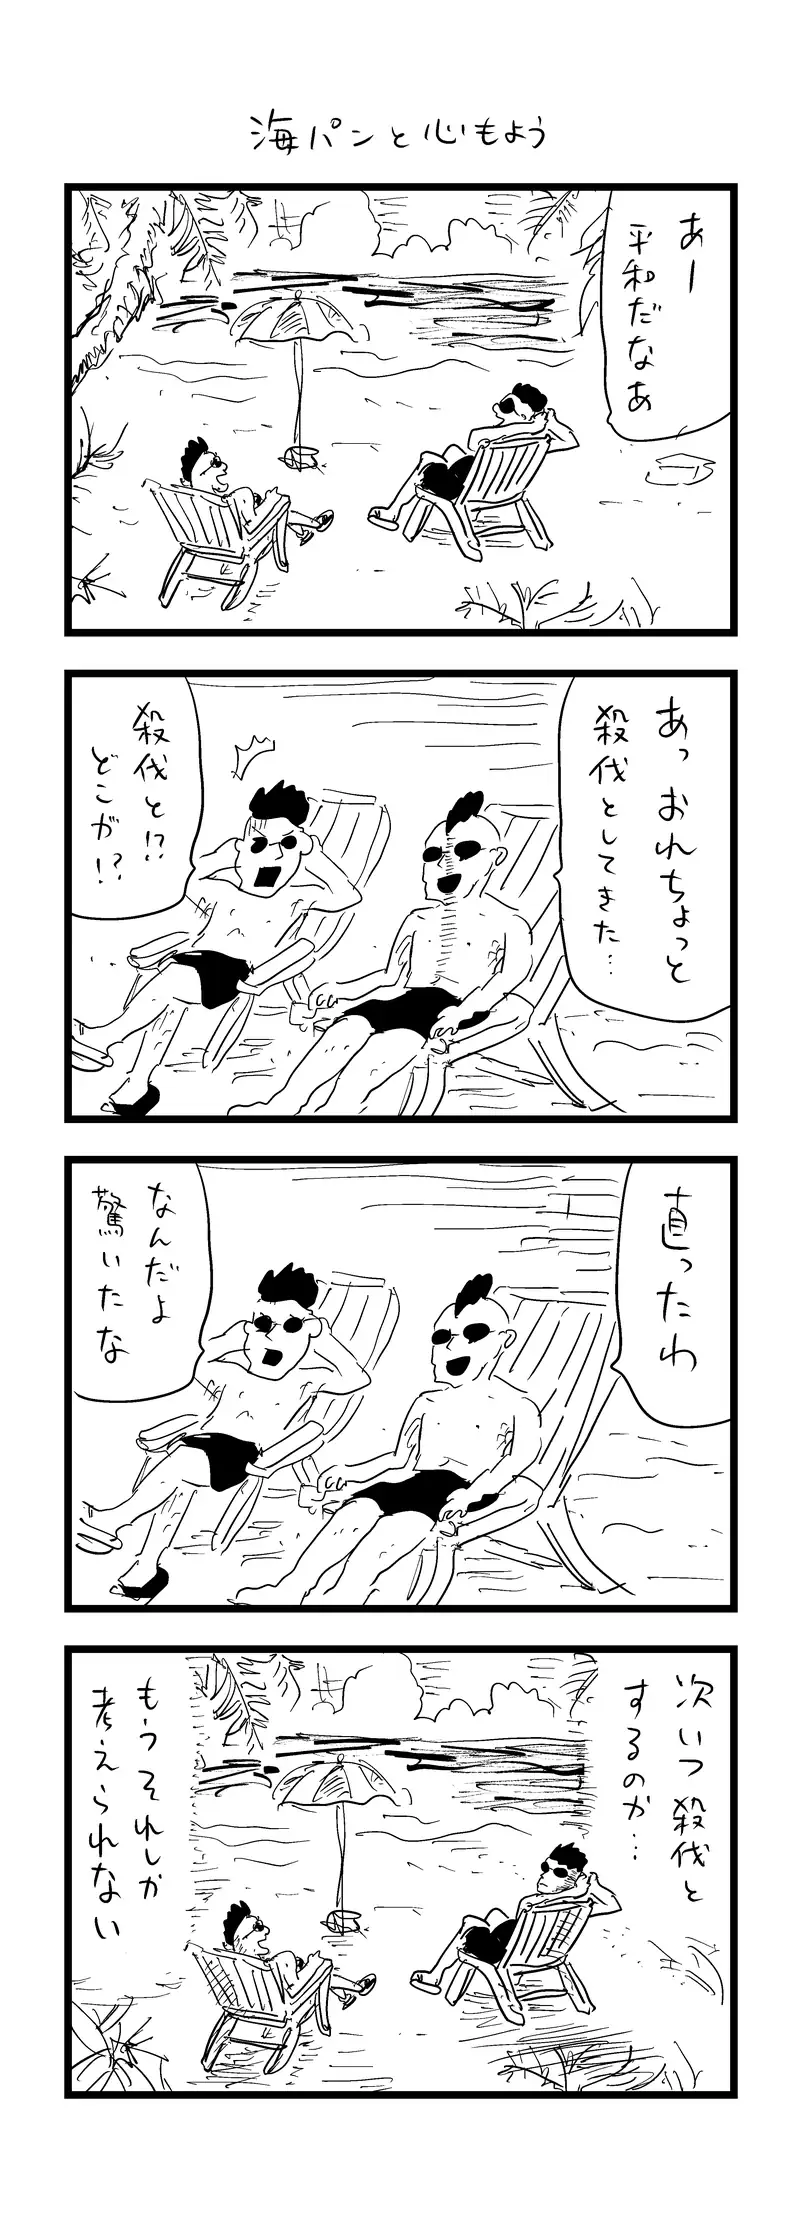 海パンと心もよう
あー
平和だなあ
あっおれちょっと
殺伐としてきた…
殺伐と!?
どこが!?
直ったわ
なんだよ
驚いたな
次いつ殺伐と
するのか…
もうそれしか
考えられない